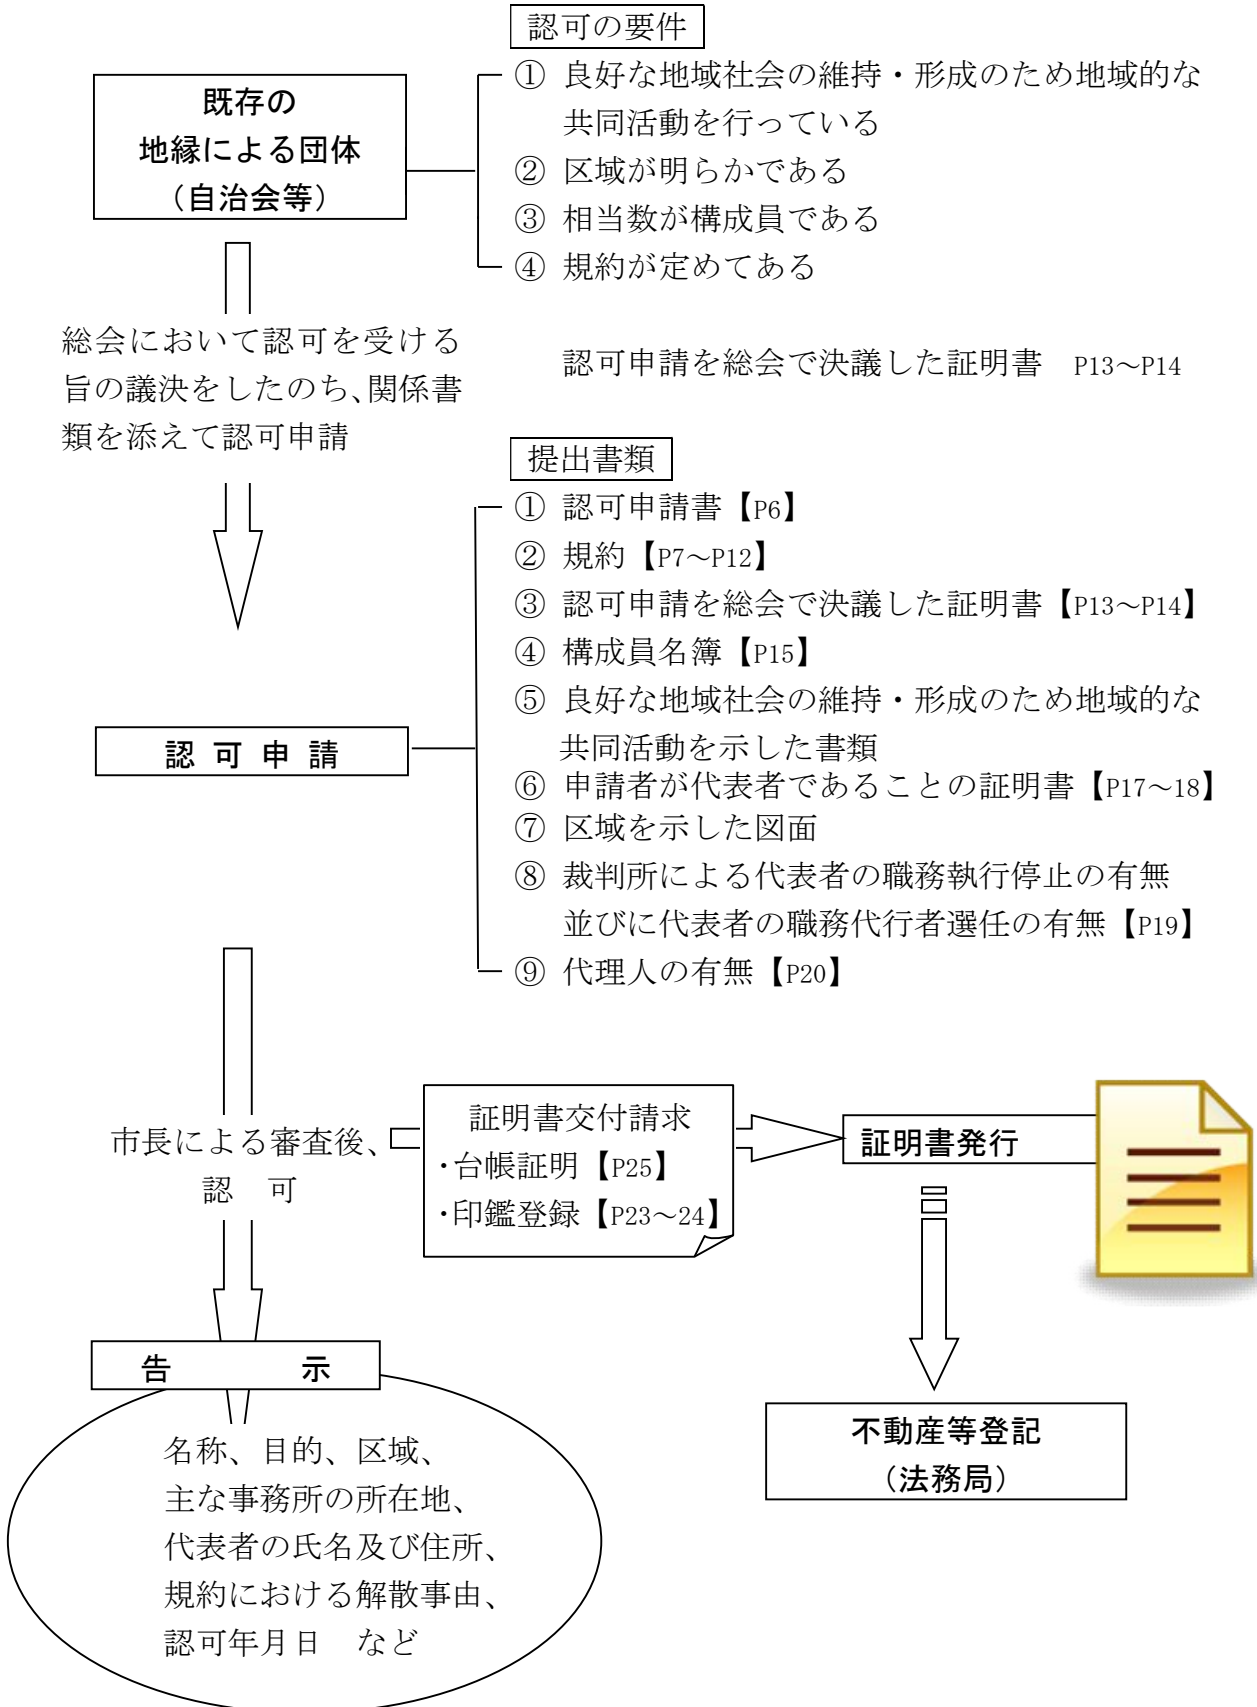 認可の要件
既存の
地縁による団体
（自治会等）
① 良好な地域社会の維持・形成のため地域的な
共同活動を行っている
② 区域が明らかである
③ 相当数が構成員である
④ 規約が定めてある
総会において認可を受ける
旨の議決をしたのち、関係書
類を添えて認可申請
認可申請を総会で決議した証明書　P13～P14
提出書類
① 認可申請書【P6】
② 規約【P7～P12】
③ 認可申請を総会で決議した証明書【P13～P14】
④ 構成員名簿【P15】
⑤ 良好な地域社会の維持・形成のため地域的な
共同活動を示した書類
⑥ 申請者が代表者であることの証明書【P17～18】
⑦ 区域を示した図面
⑧ 裁判所による代表者の職務執行停止の有無
並びに代表者の職務代行者選任の有無【P19】
⑨ 代理人の有無【P20】
認 可 申 請
市長による審査後、
認　可
証明書交付請求
・台帳証明【P25】
・印鑑登録【P23～24】
証明書発行
不動産等登記
（法務局）
告　　　示
名称、目的、区域、
主な事務所の所在地、
代表者の氏名及び住所、
規約における解散事由、
認可年月日　など